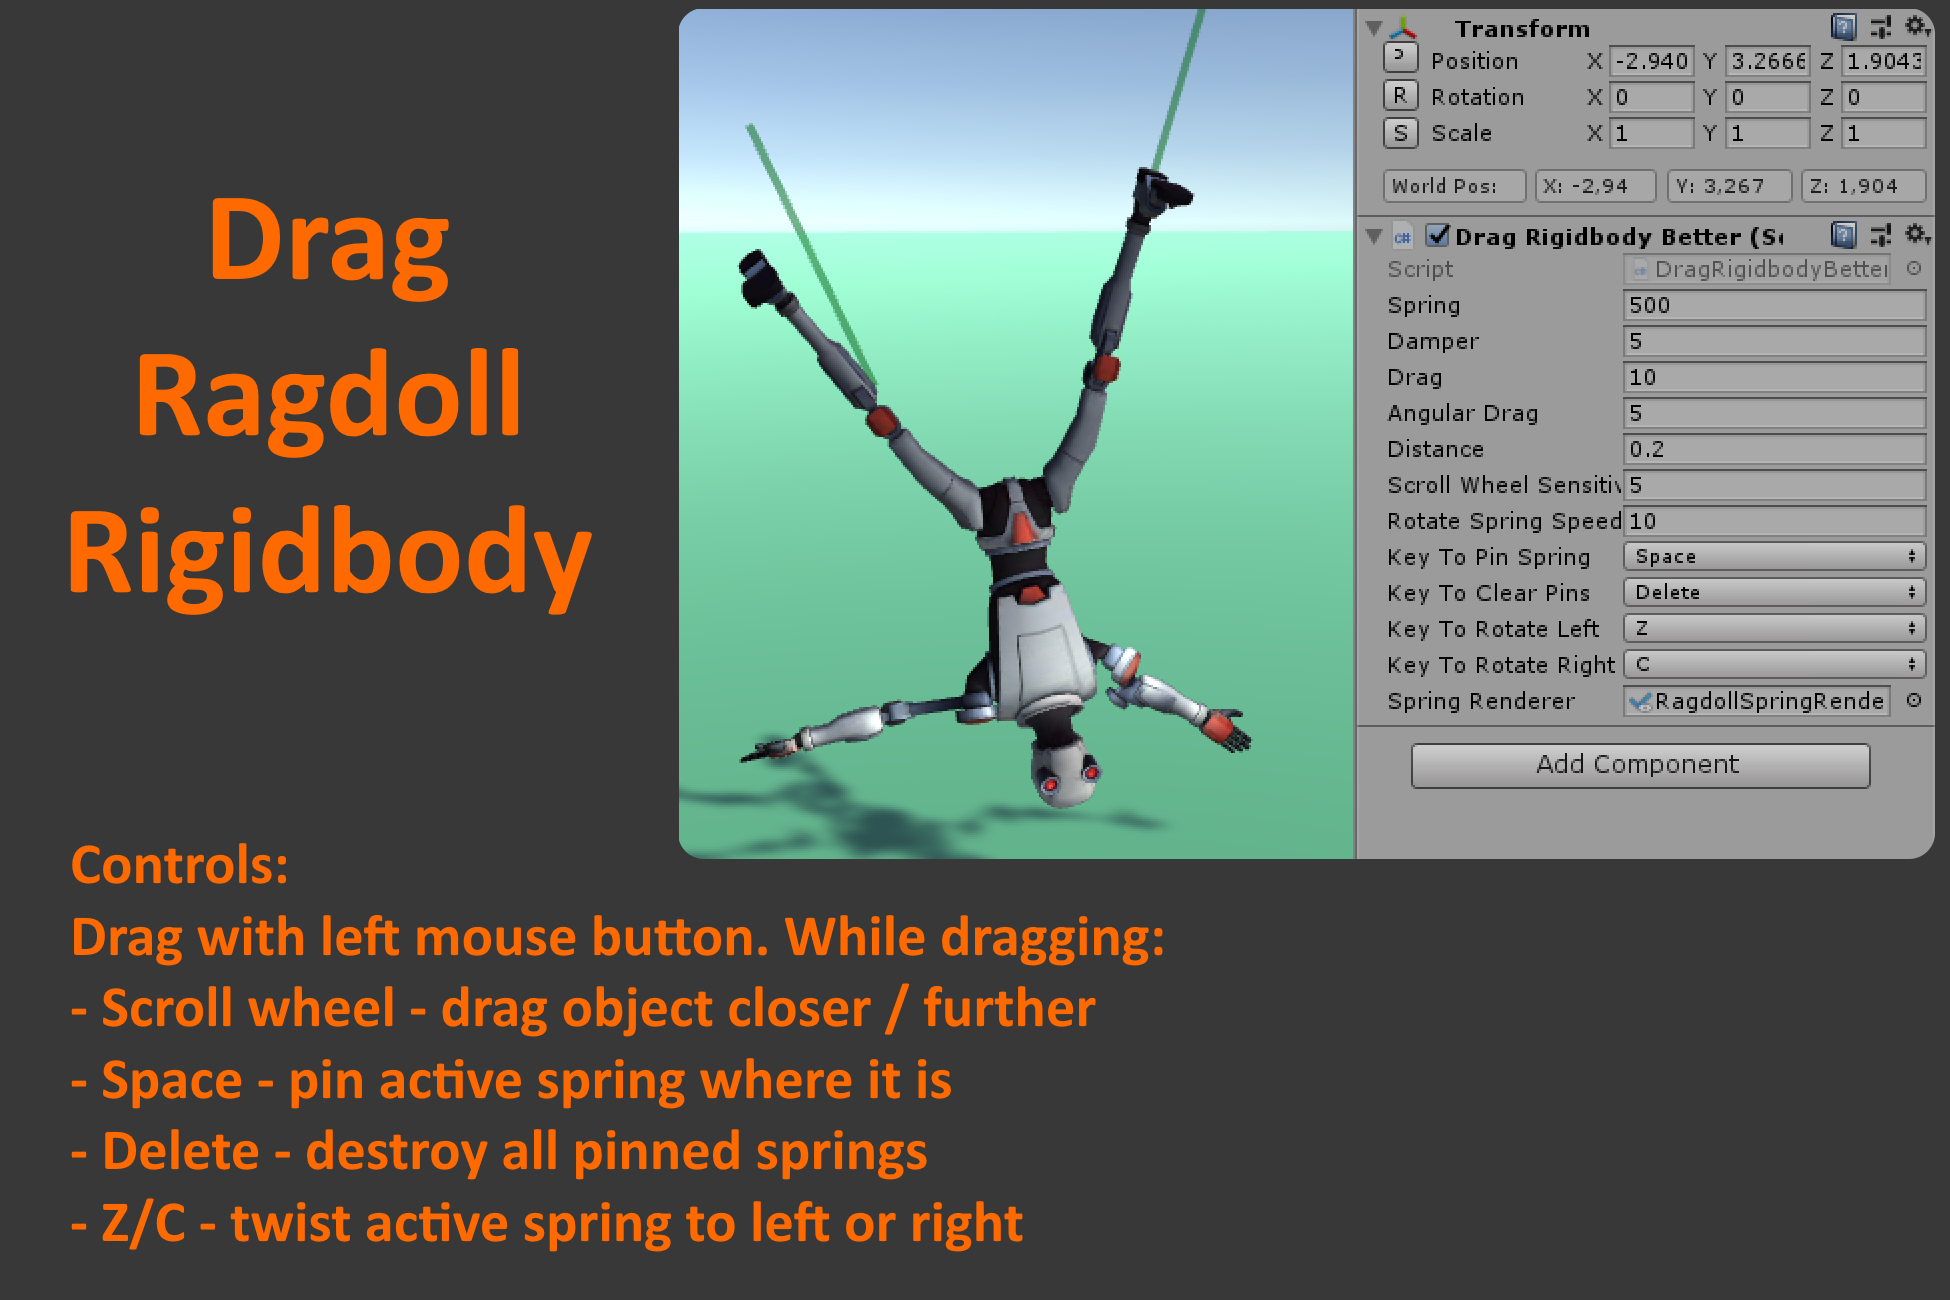 Drag
Ragdoll
Rigidbody
Transform
Position X -2.940 Y 3.2666 Z 1.9043
R Rotation X 0 Y 0 Z 0
S Scale X 1 Y 1 Z 1
World Pos: X: -2,94 Y: 3,267 Z: 1,904
c# Drag Rigidbody Better (Sc
Script c# DragRigidbodyBetter
Spring 500
Damper 5
Drag 10
Angular Drag 5
Distance 0.2
Scroll Wheel Sensitiv 5
Rotate Spring Speed 10
Key To Pin Spring Space
Key To Clear Pins Delete
Key To Rotate Left Z
Key To Rotate Right C
Spring Renderer RagdollSpringRende
Add Component
Controls:
Drag with left mouse button. While dragging:
- Scroll wheel - drag object closer / further
- Space - pin active spring where it is
- Delete - destroy all pinned springs
- Z/C - twist active spring to left or right